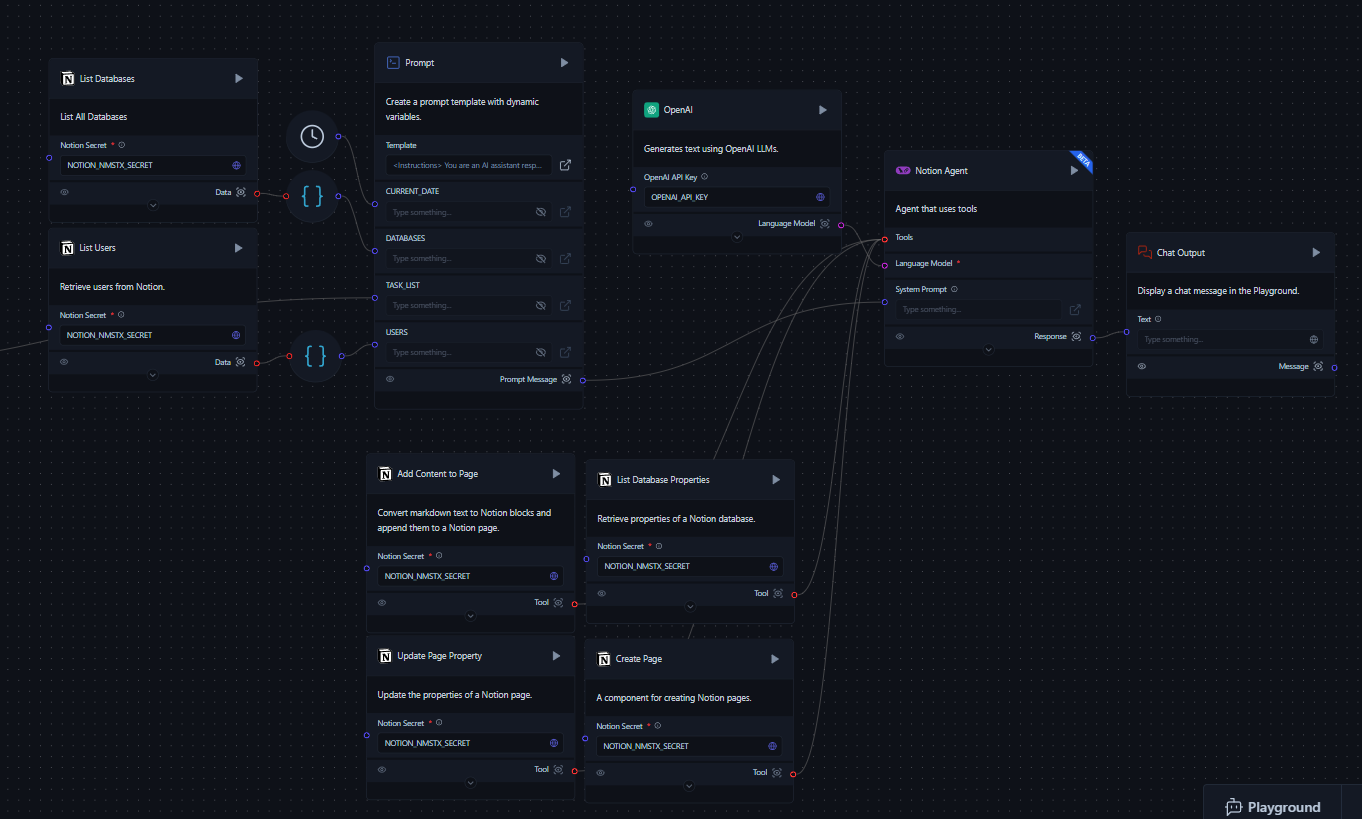 List Databases
List All Databases
Notion Secret *
NOTION_NMSTX_SECRET
Data
List Users
Retrieve users from Notion.
Notion Secret *
NOTION_NMSTX_SECRET
Data
{ }
{ }
Prompt
Create a prompt template with dynamic
variables.
Template
<Instructions> You are an AI assistant resp...
CURRENT_DATE
Type something...
DATABASES
Type something...
TASK_LIST
Type something...
USERS
Type something...
Prompt Message
OpenAI
Generates text using OpenAI LLMs.
OpenAI API Key
OPENAI_API_KEY
Language Model
BETA
Notion Agent
Agent that uses tools
Tools
Language Model *
System Prompt
Type something...
Response
Chat Output
Display a chat message in the Playground.
Text
Type something...
Message
Add Content to Page
Convert markdown text to Notion blocks and
append them to a Notion page.
Notion Secret *
NOTION_NMSTX_SECRET
Tool
List Database Properties
Retrieve properties of a Notion database.
Notion Secret *
NOTION_NMSTX_SECRET
Tool
Update Page Property
Update the properties of a Notion page.
Notion Secret *
NOTION_NMSTX_SECRET
Tool
Create Page
A component for creating Notion pages.
Notion Secret *
NOTION_NMSTX_SECRET
Tool
Playground